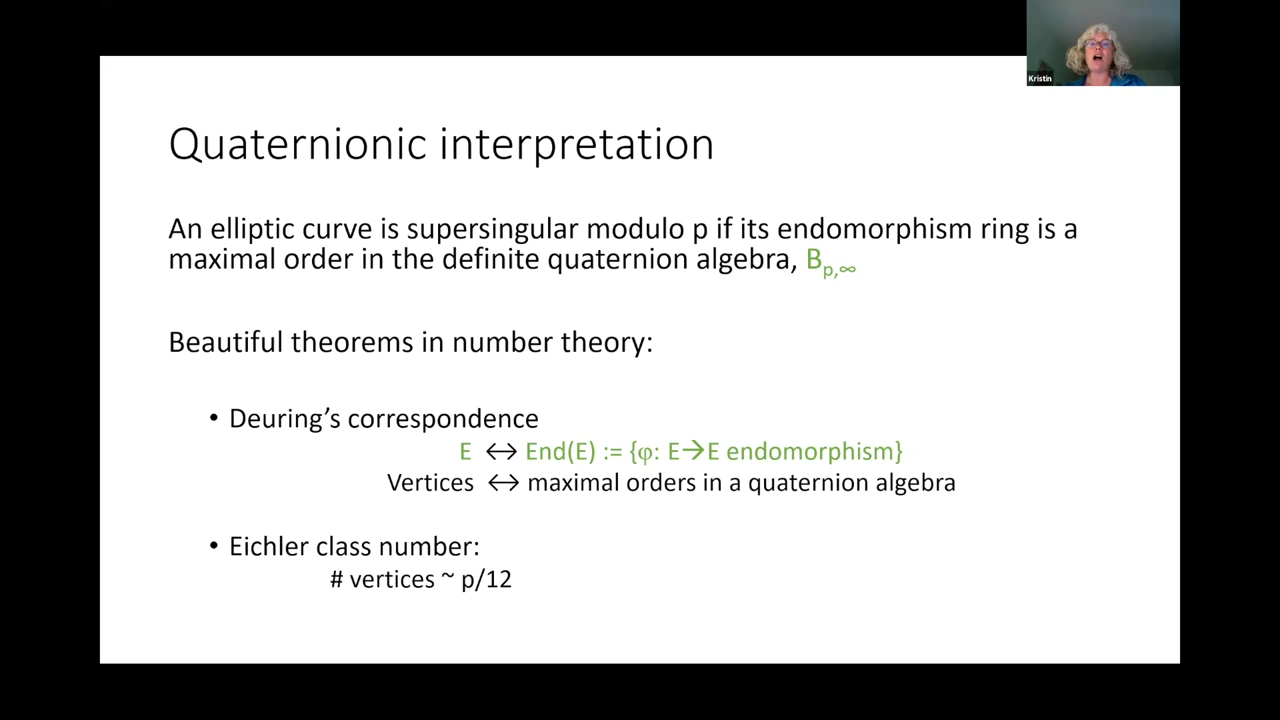 Kristin
Quaternionic interpretation
An elliptic curve is supersingular modulo p if its endomorphism ring is a
maximal order in the definite quaternion algebra, Bp,∞
Beautiful theorems in number theory:
• Deuring’s correspondence
E ↔ End(E) := {φ: E→E endomorphism}
Vertices ↔ maximal orders in a quaternion algebra
• Eichler class number:
# vertices ~ p/12